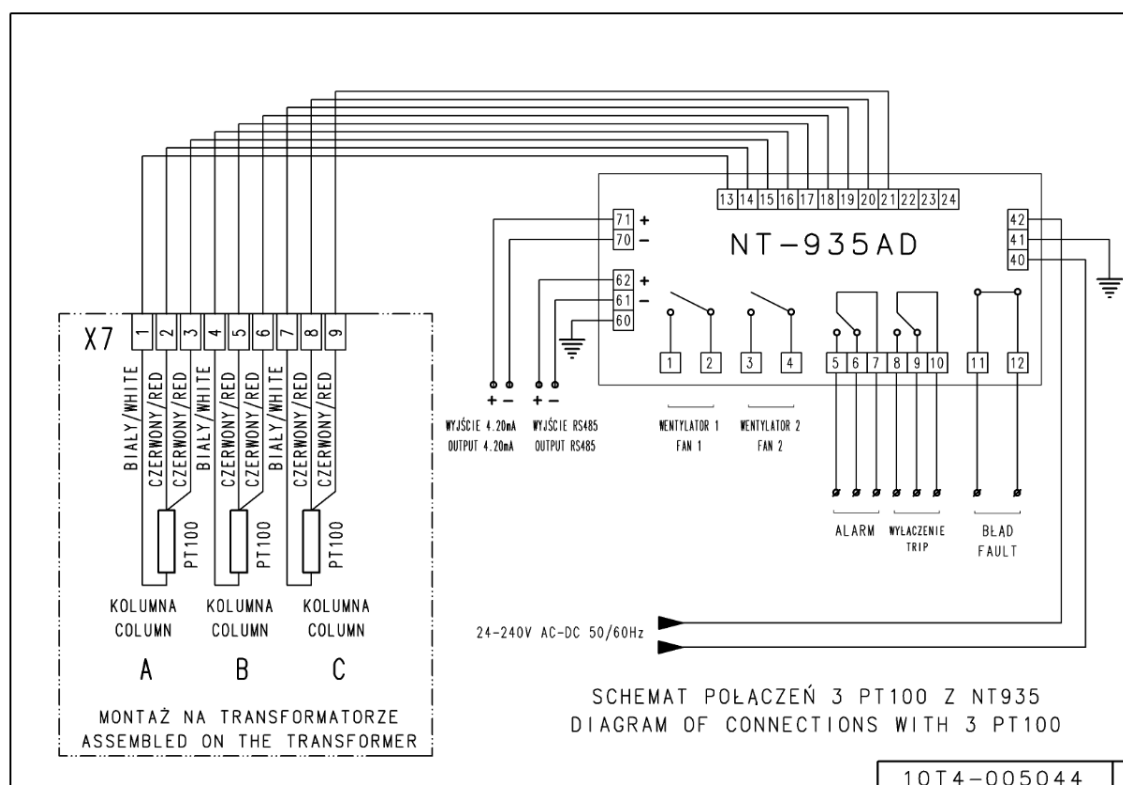 13 14 15 16 17 18 19 20 21 22 23 24
71 +
70 −
NT-935AD
42
41
40
62 +
61 −
60
X7
1 2 3 4 5 6 7 8 9
1 2
3 4
5 6 7 8 9 10
11 12
BIAŁY/WHITE
CZERWONY/RED
CZERWONY/RED
BIAŁY/WHITE
CZERWONY/RED
CZERWONY/RED
BIAŁY/WHITE
CZERWONY/RED
CZERWONY/RED
+ −
+ −
WYJŚCIE 4.20mA
OUTPUT 4.20mA
WYJŚCIE RS485
OUTPUT RS485
WENTYLATOR 1
FAN 1
WENTYLATOR 2
FAN 2
ALARM
WYŁACZENIE
TRIP
BŁAD
FAULT
PT100
PT100
PT100
KOLUMNA
COLUMN
A
KOLUMNA
COLUMN
B
KOLUMNA
COLUMN
C
24-240V AC-DC 50/60Hz
MONTAŻ NA TRANSFORMATORZE
ASSEMBLED ON THE TRANSFORMER
SCHEMAT POŁACZEŃ 3 PT100 Z NT935
DIAGRAM OF CONNECTIONS WITH 3 PT100
10T4-005044